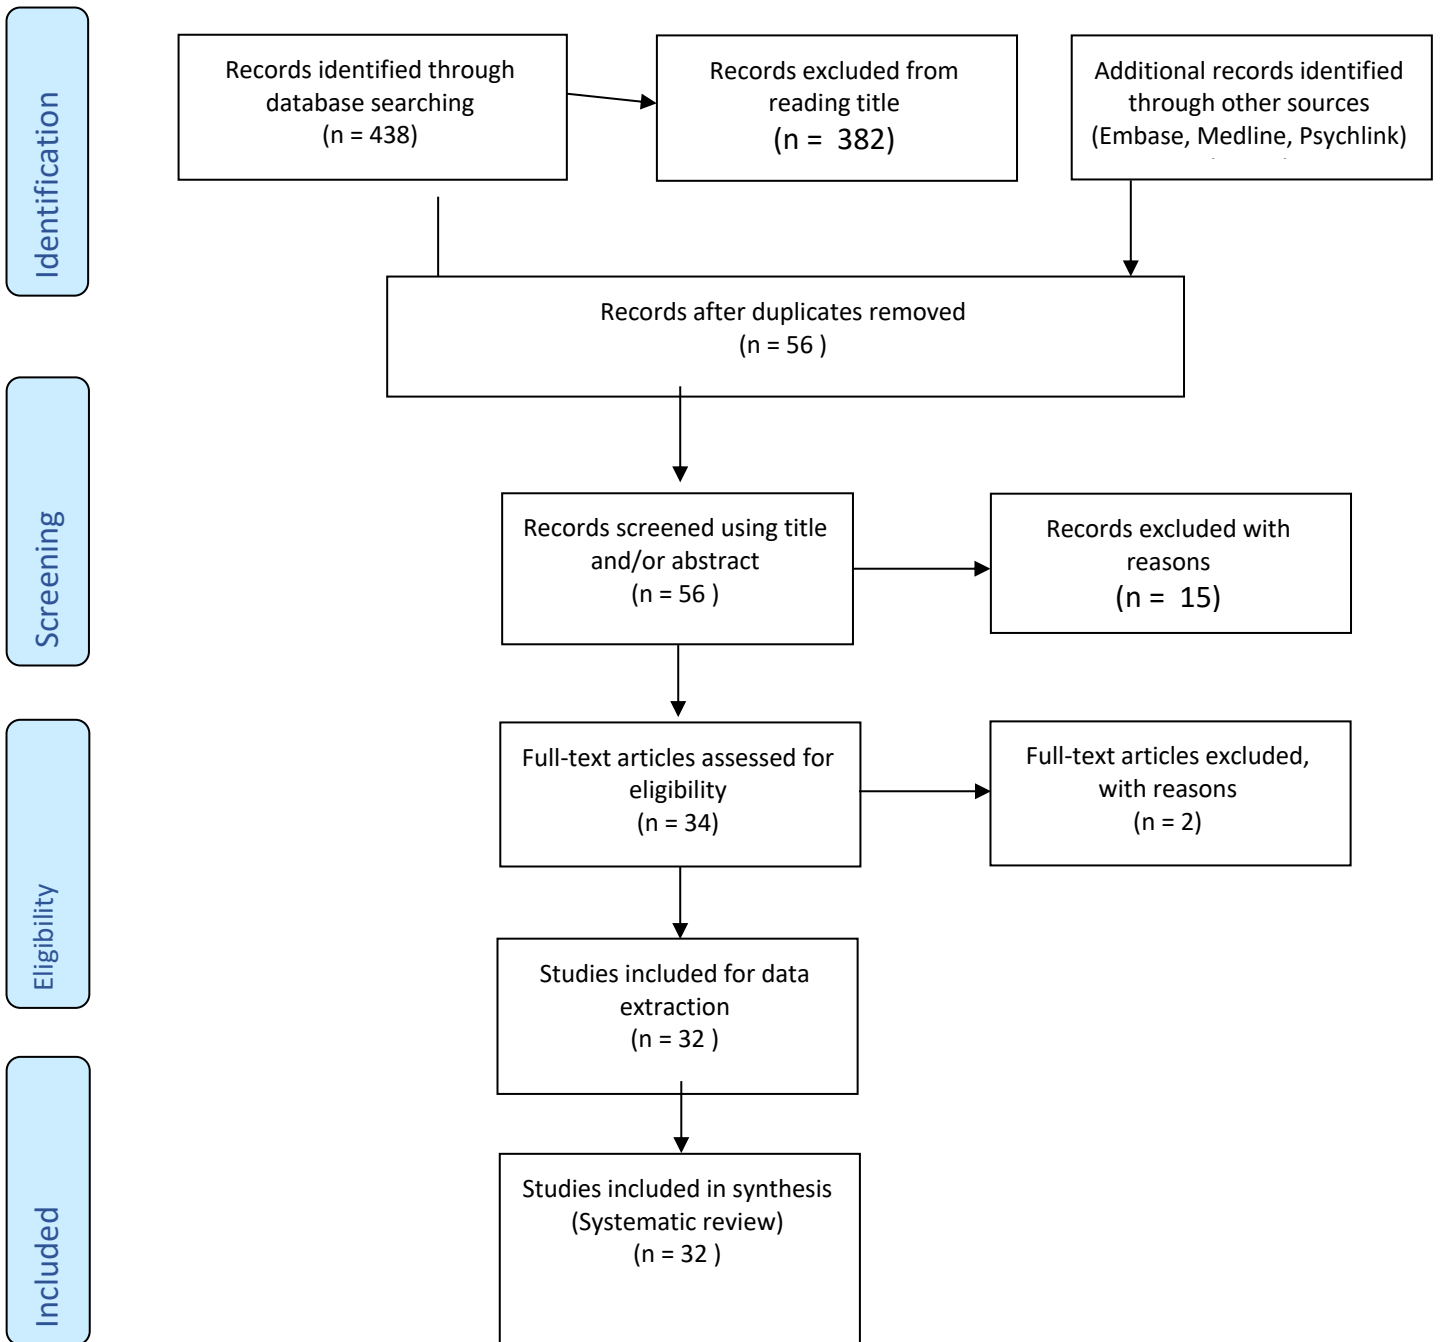 Identification
Records identified through
database searching
(n = 438)
Records excluded from
reading title
(n =  382)
Additional records identified
through other sources
(Embase, Medline, Psychlink)
Records after duplicates removed
(n = 56 )
Screening
Records screened using title
and/or abstract
(n = 56 )
Records excluded with
reasons
(n =  15)
Eligibility
Full-text articles assessed for
eligibility
(n = 34)
Full-text articles excluded,
with reasons
(n = 2)
Studies included for data
extraction
(n = 32 )
Included
Studies included in synthesis
(Systematic review)
(n = 32 )